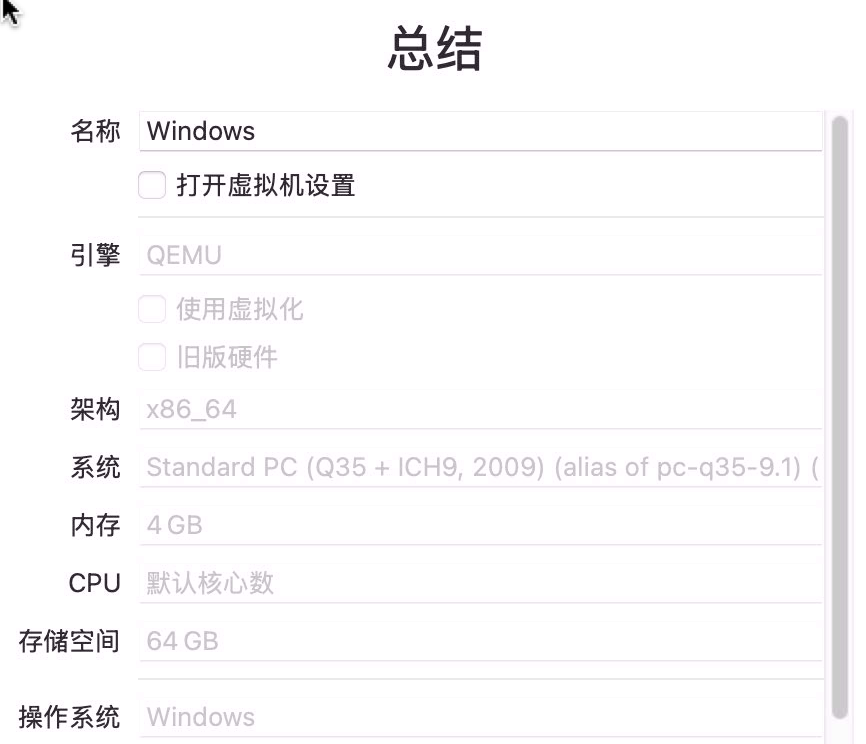 总结
名称 Windows
打开虚拟机设置
引擎 QEMU
使用虚拟化
旧版硬件
架构 x86_64
系统 Standard PC (Q35 + ICH9, 2009) (alias of pc-q35-9.1) (
内存 4 GB
CPU 默认核心数
存储空间 64 GB
操作系统 Windows